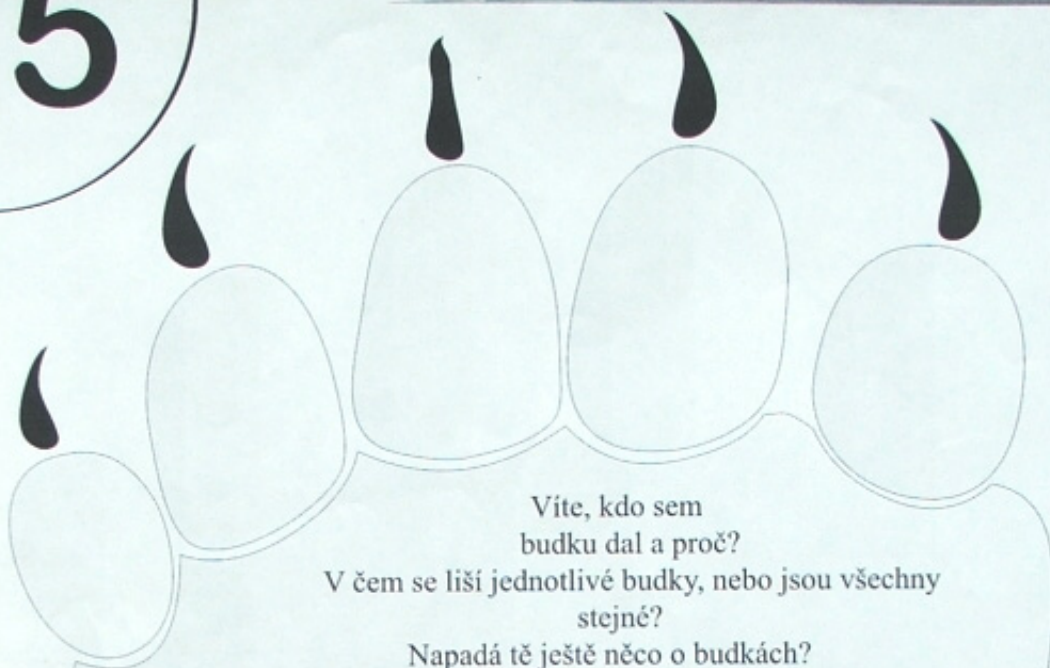 5
Víte, kdo sem
budku dal a proč?
V čem se liší jednotlivé budky, nebo jsou všechny
stejné?
Napadá tě ještě něco o budkách?